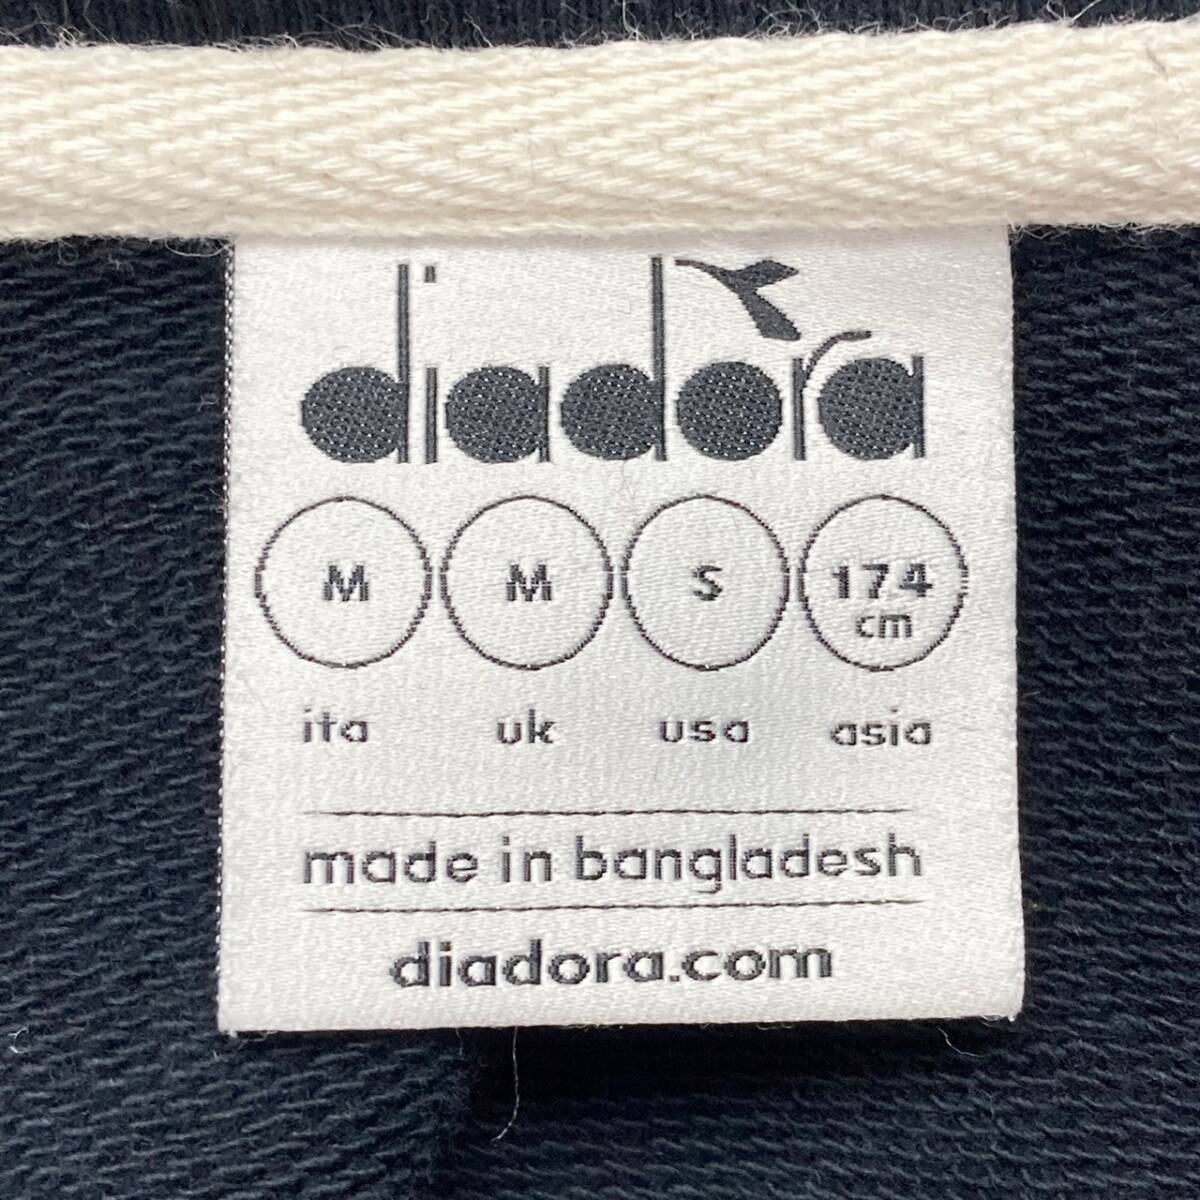 diadora
M M S 174
cm
ita uk usa asia
made in bangladesh
diadora.com